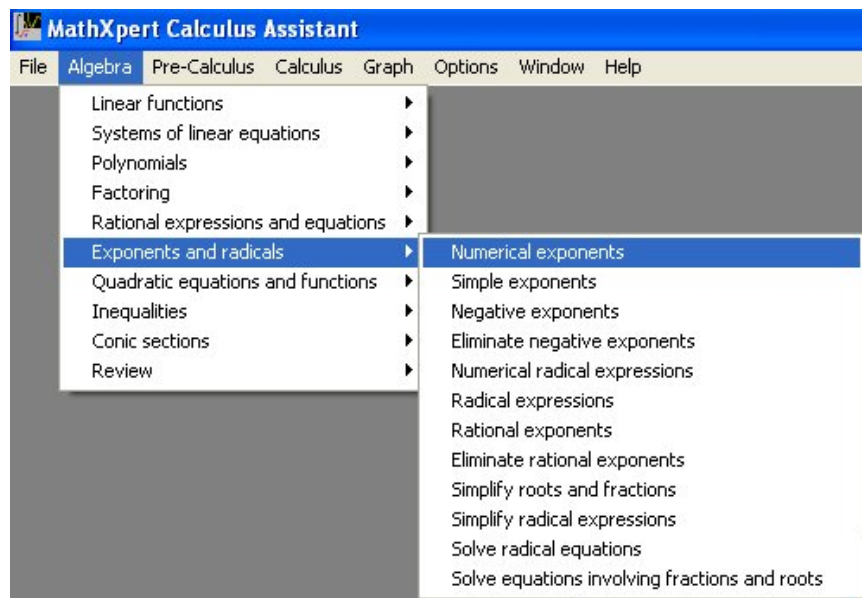 MathXpert Calculus Assistant
File Algebra Pre-Calculus Calculus Graph Options Window Help
Linear functions
Systems of linear equations
Polynomials
Factoring
Rational expressions and equations
Exponents and radicals
Quadratic equations and functions
Inequalities
Conic sections
Review
Numerical exponents
Simple exponents
Negative exponents
Eliminate negative exponents
Numerical radical expressions
Radical expressions
Rational exponents
Eliminate rational exponents
Simplify roots and fractions
Simplify radical expressions
Solve radical equations
Solve equations involving fractions and roots